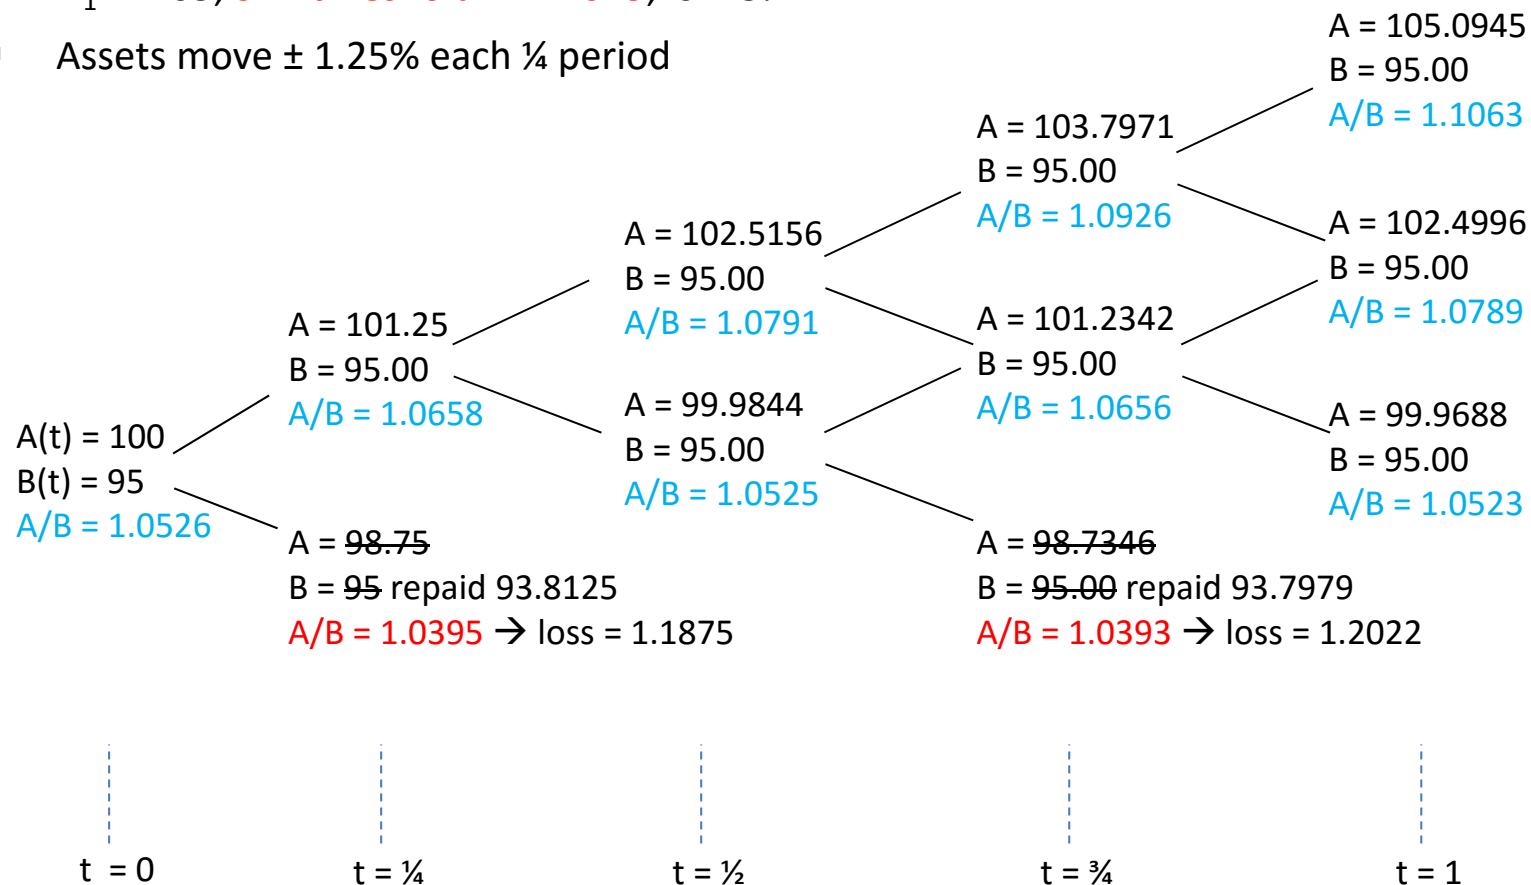 Assets move ± 1.25% each ¼ period
A(t) = 100
B(t) = 95
A/B = 1.0526
A = 101.25
B = 95.00
A/B = 1.0658
A = 98.75
B = 95 repaid 93.8125
A/B = 1.0395 → loss = 1.1875
A = 102.5156
B = 95.00
A/B = 1.0791
A = 99.9844
B = 95.00
A/B = 1.0525
A = 103.7971
B = 95.00
A/B = 1.0926
A = 101.2342
B = 95.00
A/B = 1.0656
A = 98.7346
B = 95.00 repaid 93.7979
A/B = 1.0393 → loss = 1.2022
A = 105.0945
B = 95.00
A/B = 1.1063
A = 102.4996
B = 95.00
A/B = 1.0789
A = 99.9688
B = 95.00
A/B = 1.0523
t = 0
t = ¼
t = ½
t = ¾
t = 1